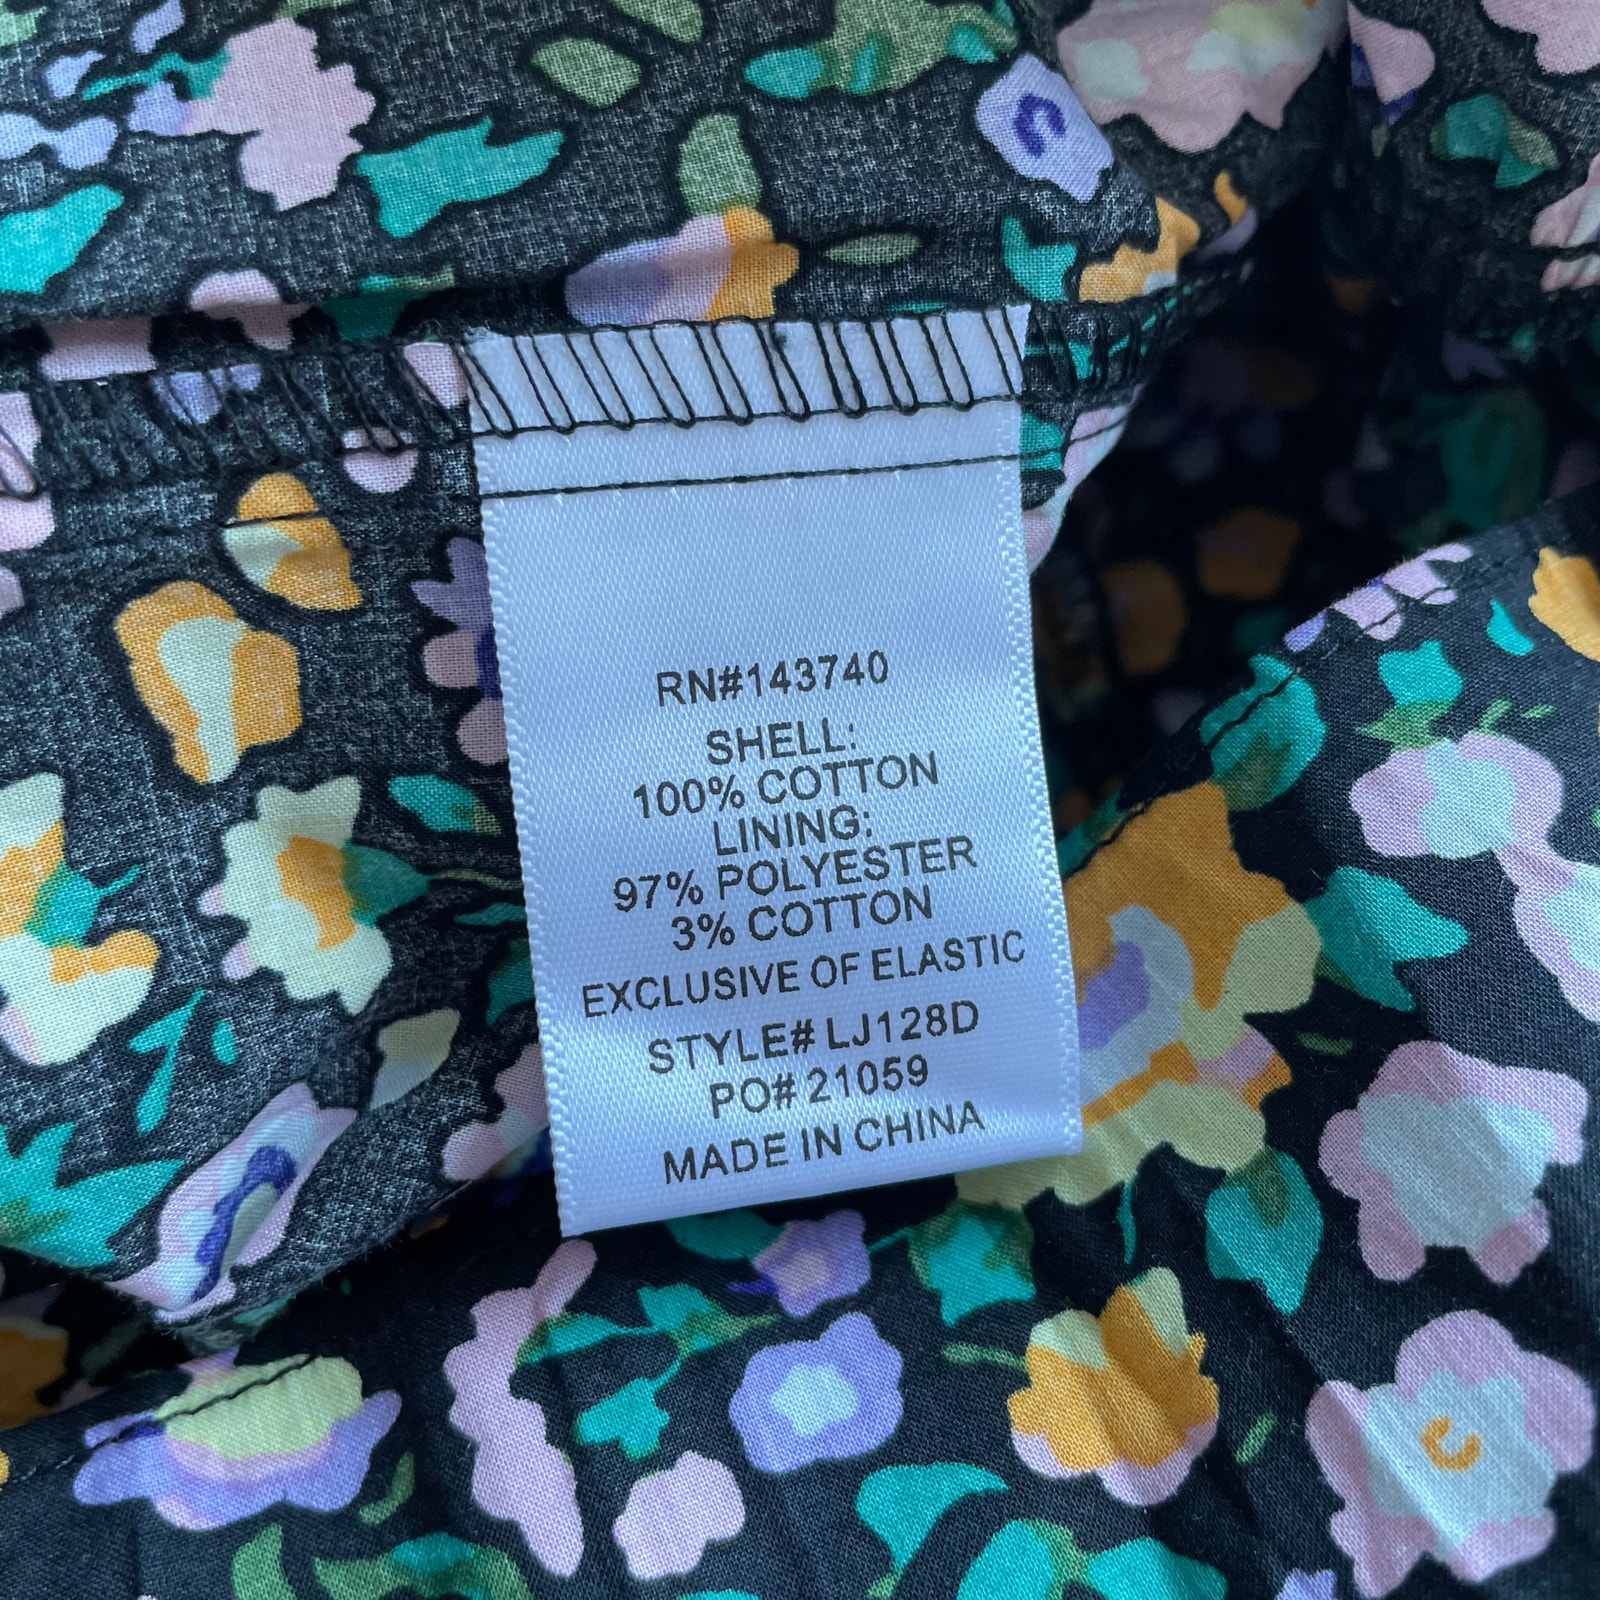 RN#143740
SHELL:
100% COTTON
LINING:
97% POLYESTER
3% COTTON
EXCLUSIVE OF ELASTIC
STYLE# LJ128D
PO# 21059
MADE IN CHINA